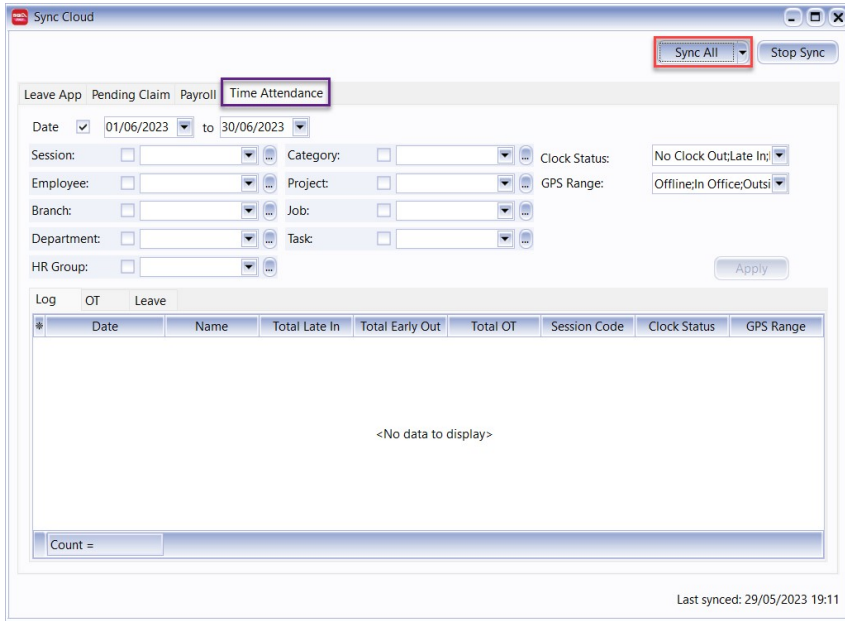 Sync Cloud
Sync All Stop Sync
Leave App Pending Claim Payroll Time Attendance
Date 01/06/2023 to 30/06/2023
Session: Category: Clock Status: No Clock Out;Late In;
Employee: Project: GPS Range: Offline;In Office;Outsi
Branch: Job:
Department: Task:
HR Group: Apply
Log OT Leave
Date Name Total Late In Total Early Out Total OT Session Code Clock Status GPS Range
<No data to display>
Count =
Last synced: 29/05/2023 19:11